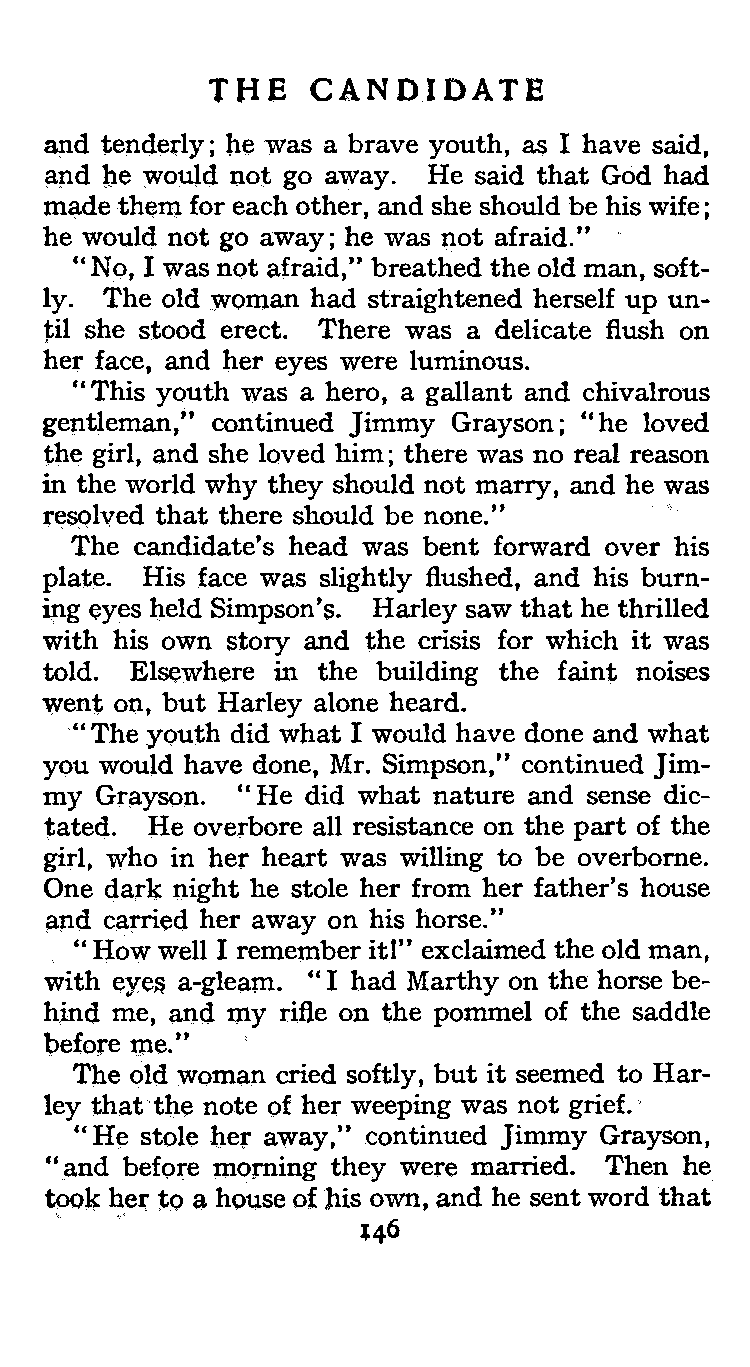 THE CANDIDATE
and tenderly; he was a brave youth, as I have said,
and he would not go away. He said that God had
made them for each other, and she should be his wife;
he would not go away; he was not afraid."
"No, I was not afraid," breathed the old man, soft-
ly. The old woman had straightened herself up un-
til she stood erect. There was a delicate flush on
her face, and her eyes were luminous.
"This youth was a hero, a gallant and chivalrous
gentleman," continued Jimmy Grayson; "he loved
the girl, and she loved him; there was no real reason
in the world why they should not marry, and he was
resolved that there should be none."
The candidate's head was bent forward over his
plate. His face was slightly flushed, and his burn-
ing eyes held Simpson's. Harley saw that he thrilled
with his own story and the crisis for which it was
told. Elsewhere in the building the faint noises
went on, but Harley alone heard.
"The youth did what I would have done and what
you would have done, Mr. Simpson," continued Jim-
my Grayson. "He did what nature and sense dic-
tated. He overbore all resistance on the part of the
girl, who in her heart was willing to be overborne.
One dark night he stole her from her father's house
and carried her away on his horse."
"How well I remember it!" exclaimed the old man,
with eyes a-gleam. "I had Marthy on the horse be-
hind me, and my rifle on the pommel of the saddle
before me."
The old woman cried softly, but it seemed to Har-
ley that the note of her weeping was not grief.
"He stole her away," continued Jimmy Grayson,
"and before morning they were married. Then he
took her to a house of his own, and he sent word that
146